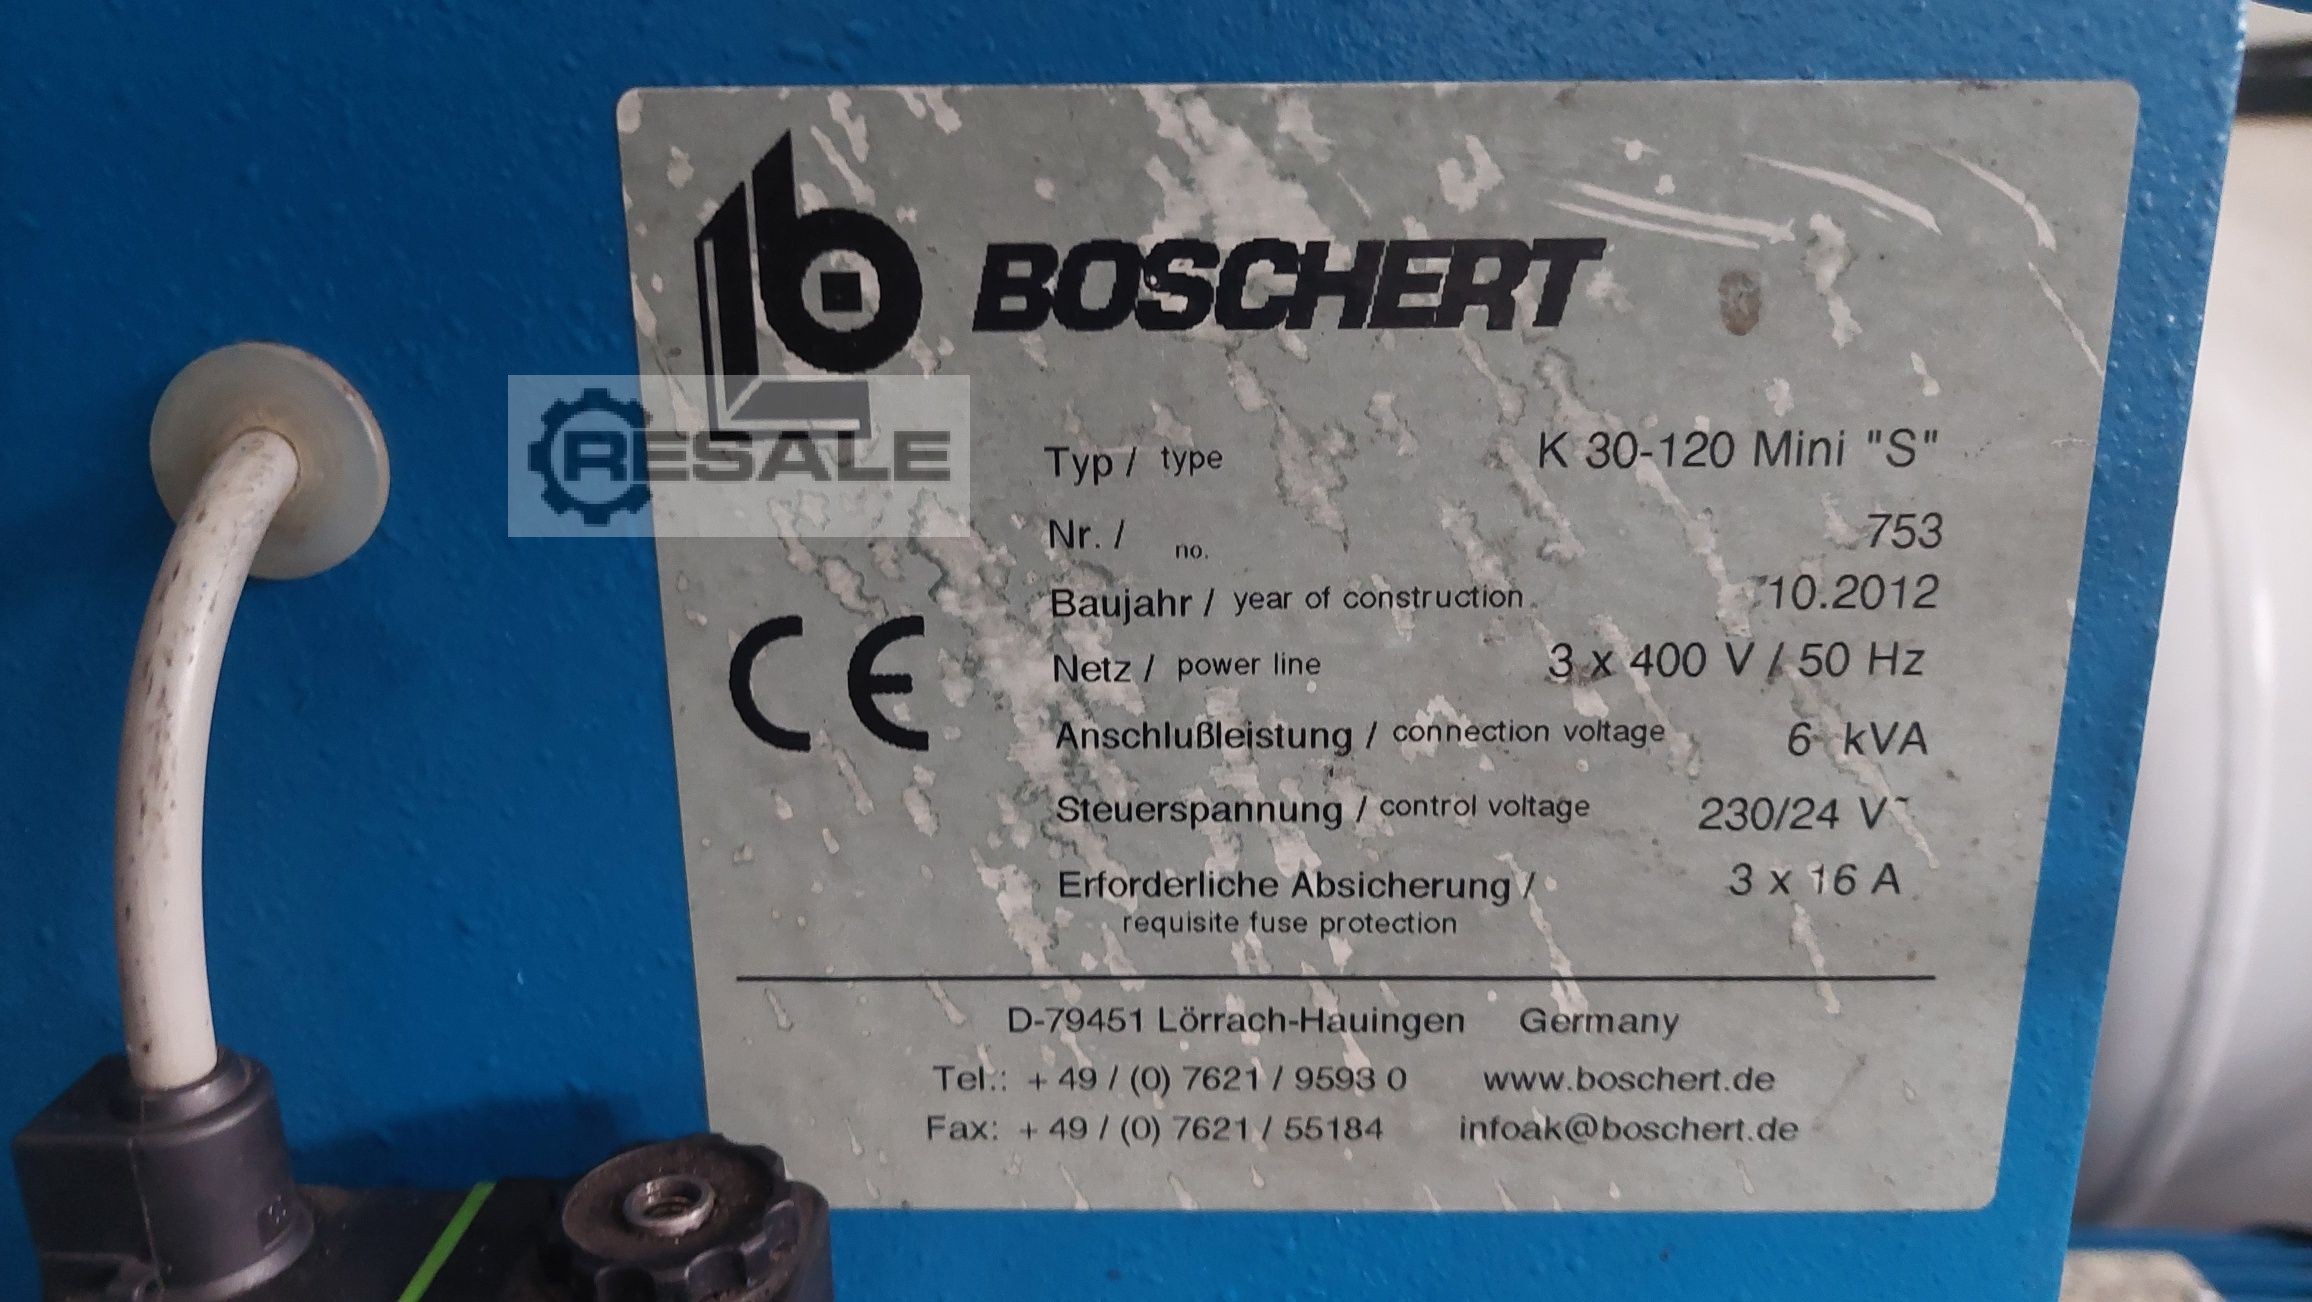 BOSCHERT
RESALE
Typ / type K 30-120 Mini "S"
Nr. / no. 753
Baujahr / year of construction 10.2012
Netz / power line 3 x 400 V / 50 Hz
Anschlußleistung / connection voltage 6 kVA
CE
Steuerspannung / control voltage 230/24 V~
Erforderliche Absicherung / 3 x 16 A
requisite fuse protection
D-79451 Lörrach-Hauingen Germany
Tel.: + 49 / (0) 7621 / 9593 0 www.boschert.de
Fax: + 49 / (0) 7621 / 55184 infoak@boschert.de